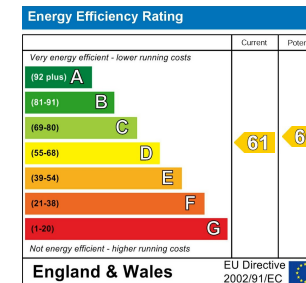 Energy Efficiency Rating
Current
Very energy efficient - lower running costs
(92 plus) A
(81-91) B
(69-80) C
(55-68) D
(39-54) E
(21-38) F
(1-20) G
61
Not energy efficient - higher running costs
England & Wales
EU Directive
2002/91/EC